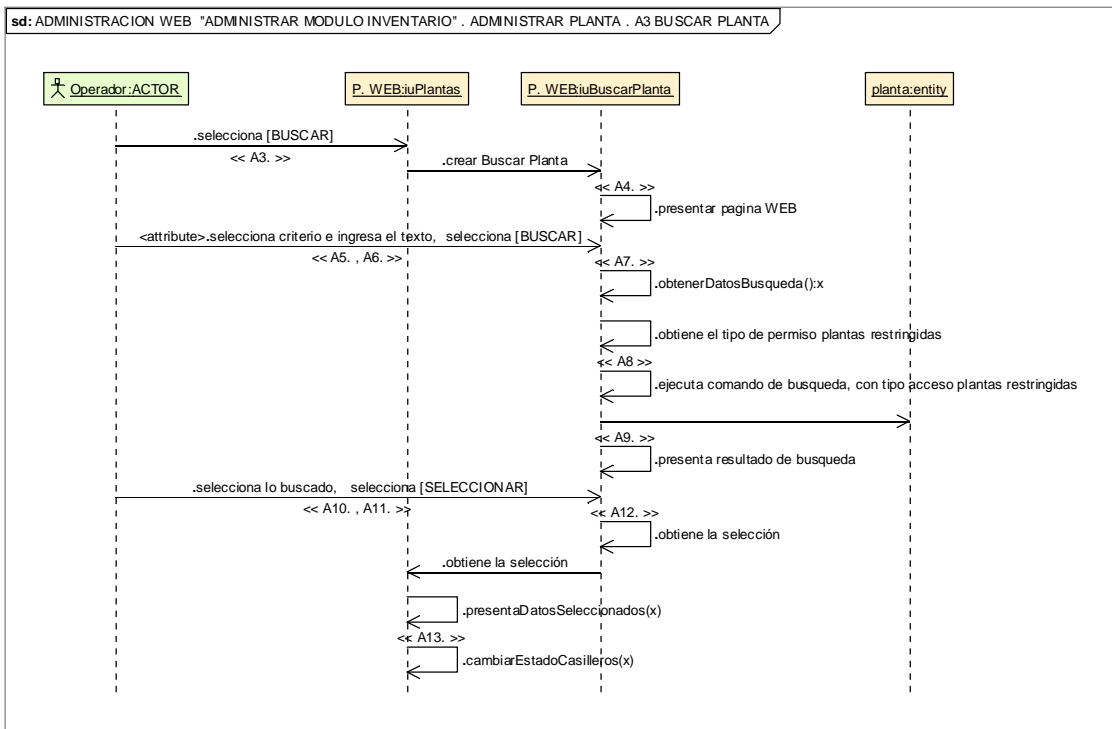 sd: ADMINISTRACION WEB "ADMINISTRAR MODULO INVENTARIO" . ADMINISTRAR PLANTA . A3 BUSCAR PLANTA
Operador:ACTOR
P. WEB:iuPlantas
P. WEB:iuBuscarPlanta
planta:entity
.selecciona [BUSCAR]
<< A3. >>
.crear Buscar Planta
<< A4. >>
.presentar pagina WEB
<attribute>.selecciona criterio e ingresa el texto, selecciona [BUSCAR]
<< A5. , A6. >>
<< A7. >>
.obtenerDatosBusqueda():x
.obtiene el tipo de permiso plantas restringidas
<< A8 >>
.ejecuta comando de busqueda, con tipo acceso plantas restringidas
<< A9. >>
.presenta resultado de busqueda
.selecciona lo buscado, selecciona [SELECCIONAR]
<< A10. , A11. >>
<< A12. >>
.obtiene la selección
.obtiene la selección
.presentaDatosSeleccionados(x)
<< A13. >>
.cambiarEstadoCasilleros(x)